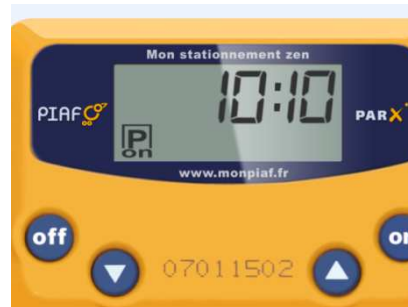 Mon stationnement zen
10:10
PIAF
PARX
P
on
www.monpiaf.fr
off
on
07011502